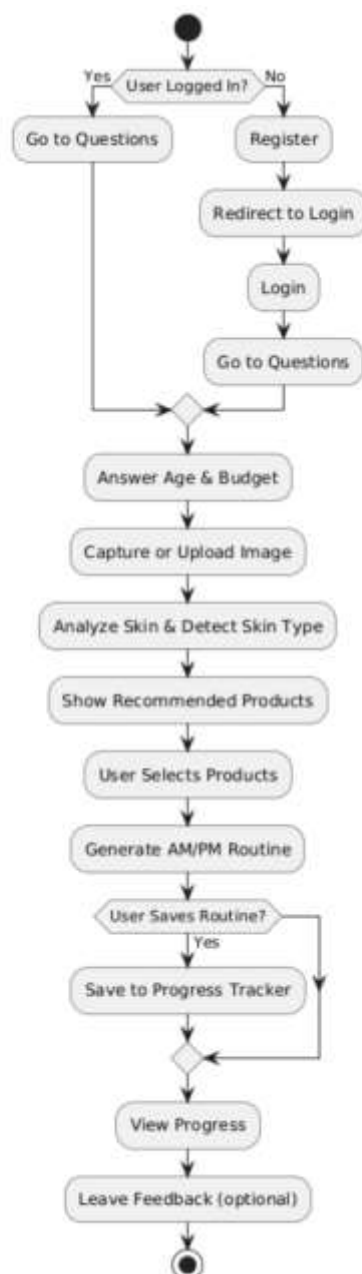 User Logged In?
Yes
No
Go to Questions
Register
Redirect to Login
Login
Go to Questions
Answer Age & Budget
Capture or Upload Image
Analyze Skin & Detect Skin Type
Show Recommended Products
User Selects Products
Generate AM/PM Routine
User Saves Routine?
Yes
Save to Progress Tracker
View Progress
Leave Feedback (optional)